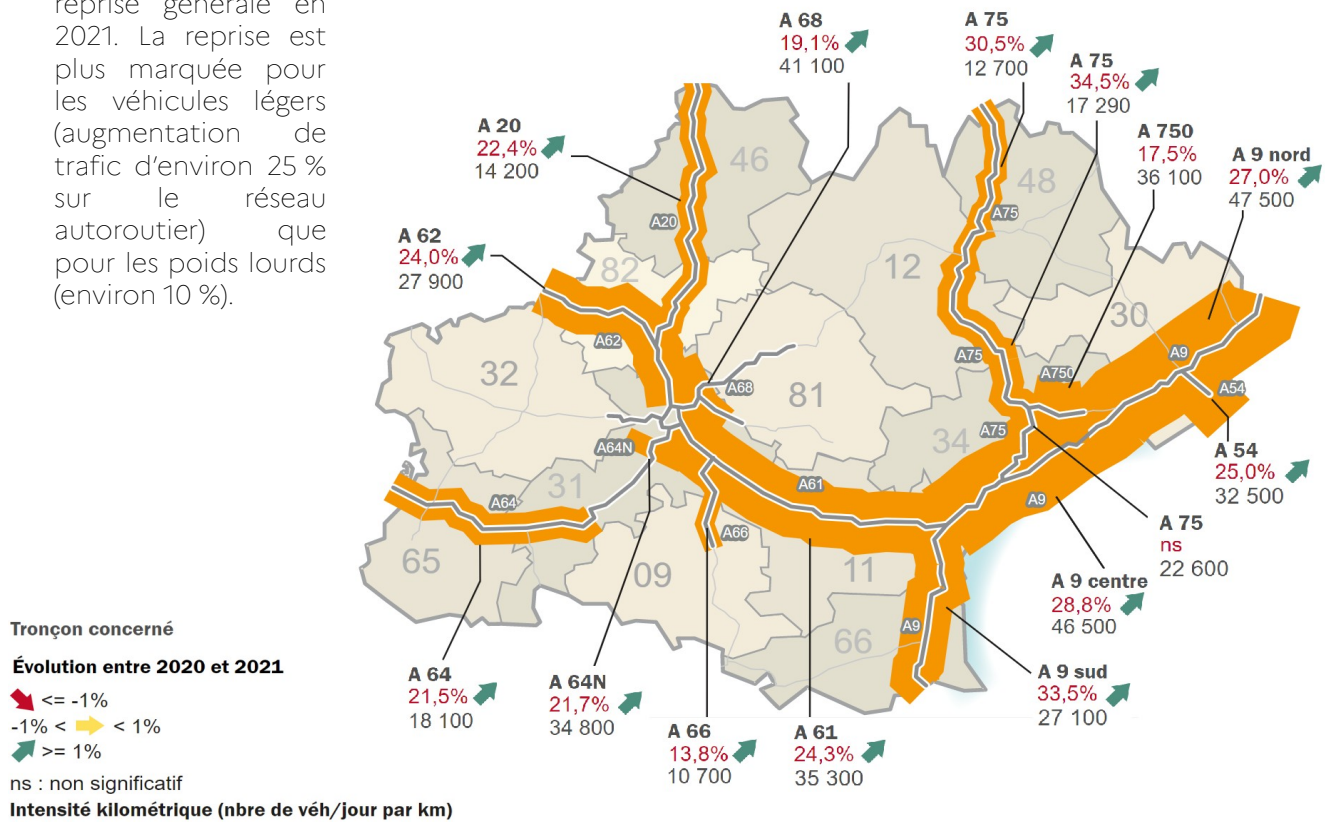 reprise générale en
2021. La reprise est
plus marquée pour
les véhicules légers
(augmentation de
trafic d'environ 25 %
sur le réseau
autoroutier) que
pour les poids lourds
(environ 10 %).
A 68
19,1%
41 100
A 75
30,5%
12 700
A 75
34,5%
17 290
A 750
17,5%
36 100
A 9 nord
27,0%
47 500
A 20
22,4%
14 200
A 62
24,0%
27 900
46
48
A20
A75
82
12
30
A62
A75
A750
A9
32
A68
81
A54
A64N
34
A75
A 54
25,0%
32 500
31
A64
A61
A9
A66
65
09
11
A 75
ns
22 600
A 9 centre
28,8%
46 500
66
A9
A 64
21,5%
18 100
A 64N
21,7%
34 800
A 9 sud
33,5%
27 100
A 66
13,8%
10 700
A 61
24,3%
35 300
Tronçon concerné
Évolution entre 2020 et 2021
<= -1%
-1% < < 1%
>= 1%
ns : non significatif
Intensité kilométrique (nbre de véh/jour par km)